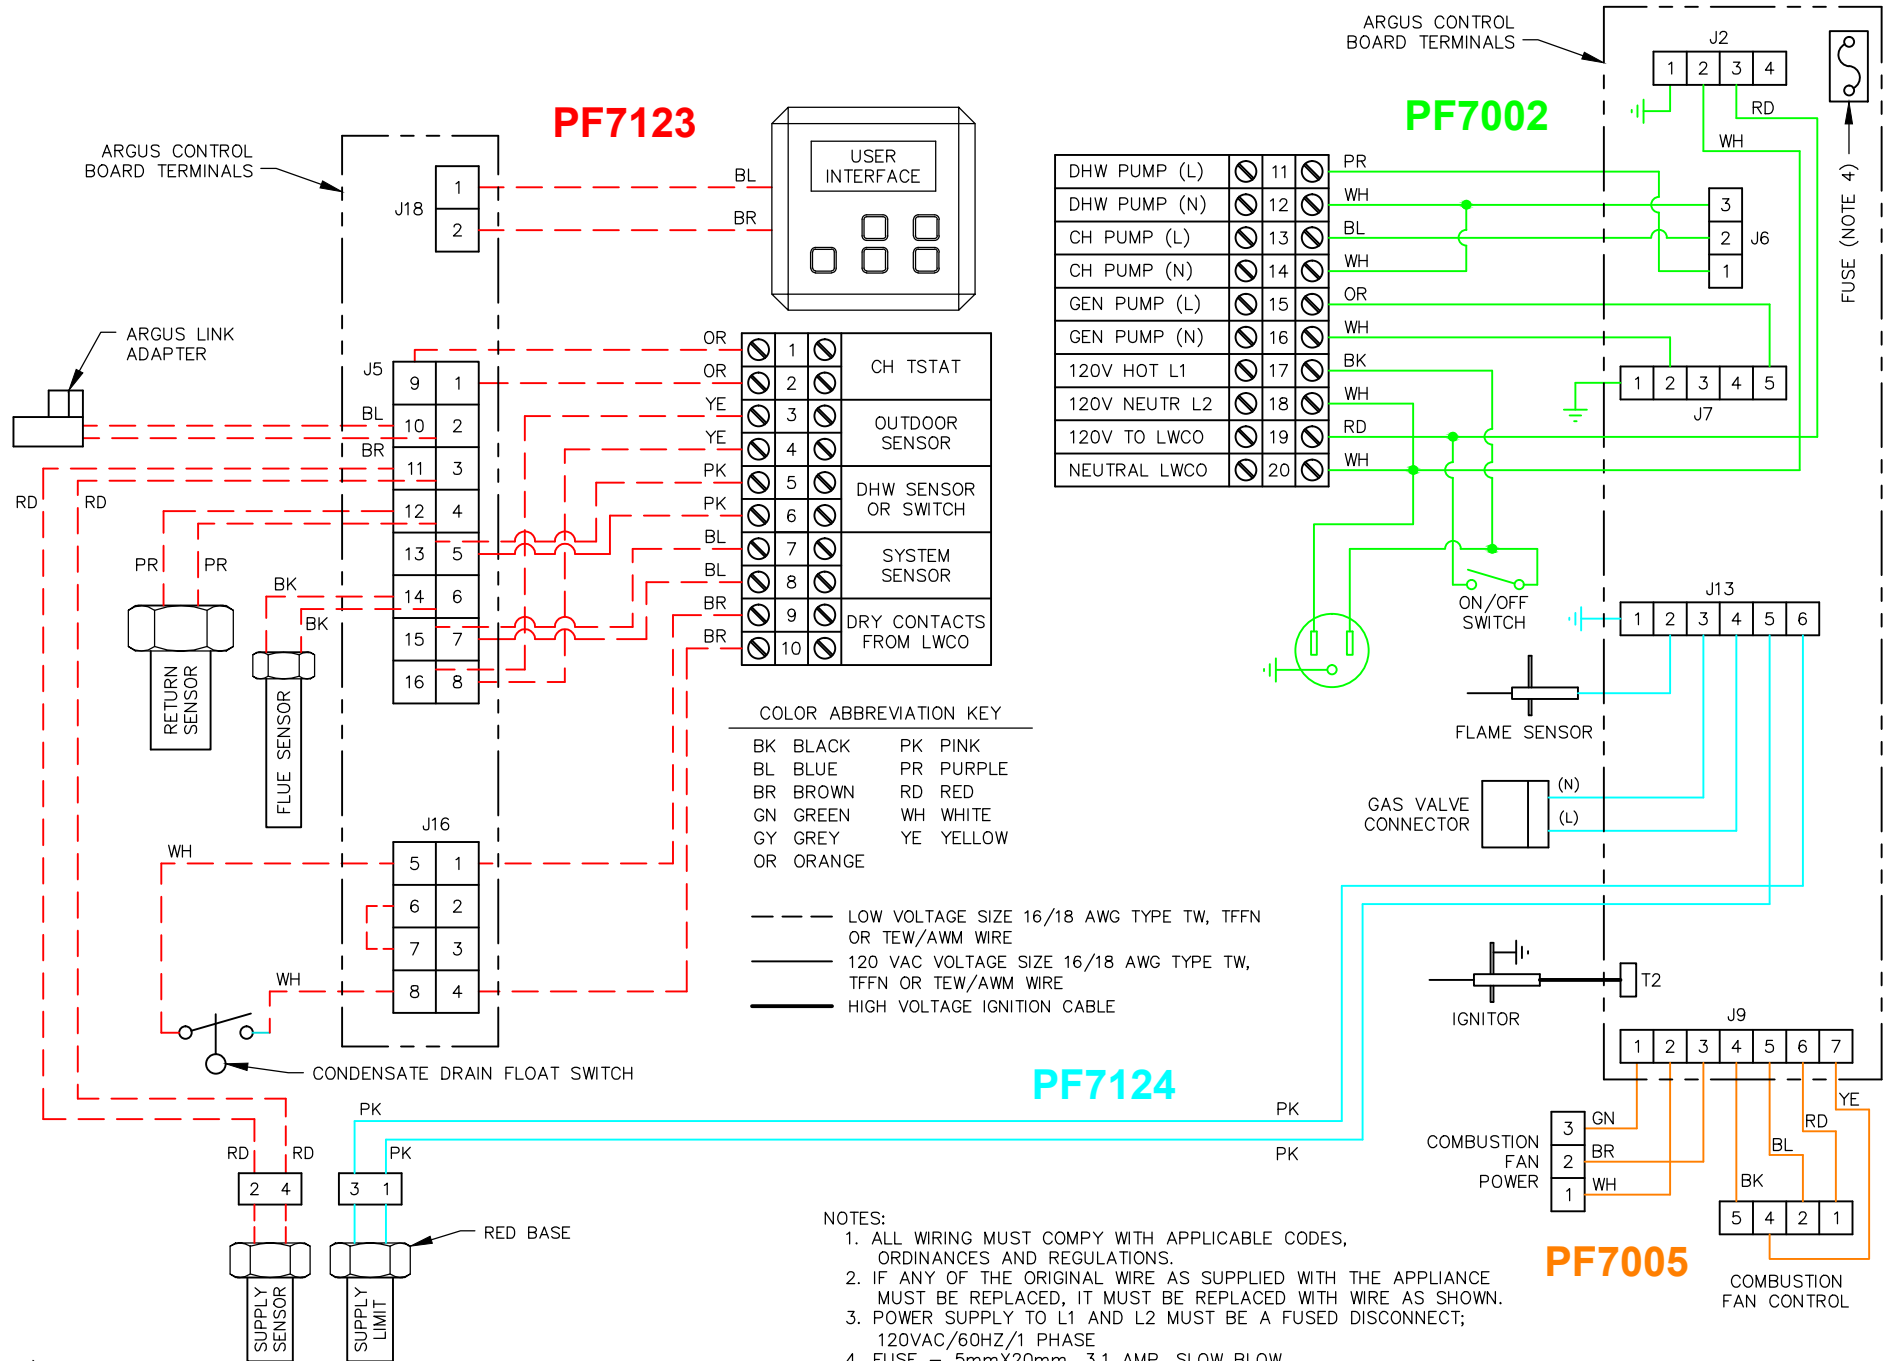 PF7123
ARGUS CONTROL
BOARD TERMINALS
J18
1
2
BL
BR
USER
INTERFACE
ARGUS LINK
ADAPTER
J5
9 1
10 2
11 3
12 4
13 5
14 6
15 7
16 8
BL
BR
RD
RD
PR
PR
BK
BK
RETURN
SENSOR
FLUE SENSOR
OR 1
OR 2
CH TSTAT
YE 3
YE 4
OUTDOOR
SENSOR
PK 5
PK 6
DHW SENSOR
OR SWITCH
BL 7
BL 8
SYSTEM
SENSOR
BR 9
BR 10
DRY CONTACTS
FROM LWCO
COLOR ABBREVIATION KEY
BK BLACK PK PINK
BL BLUE PR PURPLE
BR BROWN RD RED
GN GREEN WH WHITE
GY GREY YE YELLOW
OR ORANGE
J16
5 1
6 2
7 3
8 4
WH
WH
CONDENSATE DRAIN FLOAT SWITCH
LOW VOLTAGE SIZE 16/18 AWG TYPE TW, TFFN
OR TEW/AWM WIRE
120 VAC VOLTAGE SIZE 16/18 AWG TYPE TW,
TFFN OR TEW/AWM WIRE
HIGH VOLTAGE IGNITION CABLE
PF7124
PK
PK
PK
PK
RD
RD
2 4
3 1
RED BASE
SUPPLY
SENSOR
SUPPLY
LIMIT
PF7002
ARGUS CONTROL
BOARD TERMINALS
J2
1 2 3 4
RD
WH
FUSE (NOTE 4)
DHW PUMP (L) 11 PR
DHW PUMP (N) 12 WH
CH PUMP (L) 13 BL
CH PUMP (N) 14 WH
GEN PUMP (L) 15 OR
GEN PUMP (N) 16 WH
120V HOT L1 17 BK
120V NEUTR L2 18 WH
120V TO LWCO 19 RD
NEUTRAL LWCO 20 WH
3
2
1
J6
1 2 3 4 5
J7
ON/OFF
SWITCH
J13
1 2 3 4 5 6
FLAME SENSOR
GAS VALVE
CONNECTOR
(N)
(L)
IGNITOR
T2
J9
1 2 3 4 5 6 7
COMBUSTION
FAN
POWER
3 GN
2 BR
1 WH
YE
RD
BL
BK
5 4 2 1
PF7005
COMBUSTION
FAN CONTROL
NOTES:
1. ALL WIRING MUST COMPY WITH APPLICABLE CODES,
ORDINANCES AND REGULATIONS.
2. IF ANY OF THE ORIGINAL WIRE AS SUPPLIED WITH THE APPLIANCE
MUST BE REPLACED, IT MUST BE REPLACED WITH WIRE AS SHOWN.
3. POWER SUPPLY TO L1 AND L2 MUST BE A FUSED DISCONNECT;
120VAC/60HZ/1 PHASE
4. FUSE – 5mmX20mm, 3.1 AMP, SLOW BLOW